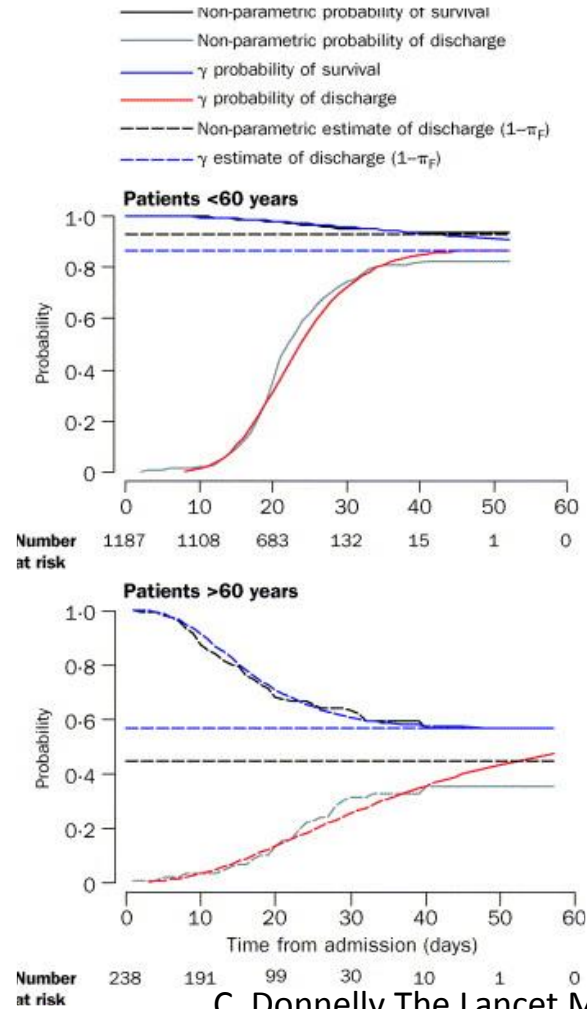 Non-parametric probability of survival
Non-parametric probability of discharge
γ probability of survival
γ probability of discharge
Non-parametric estimate of discharge (1–πF)
γ estimate of discharge (1–πF)
Patients <60 years
1·0
0·8
0·6
0·4
0·2
0
Probability
0 10 20 30 40 50 60
Number at risk 1187 1108 683 132 15 1 0
Patients >60 years
1·0
0·8
0·6
0·4
0·2
0
Probability
0 10 20 30 40 50 60
Time from admission (days)
Number at risk 238 191 99 30 10 1 0
C. Donnelly The Lancet M